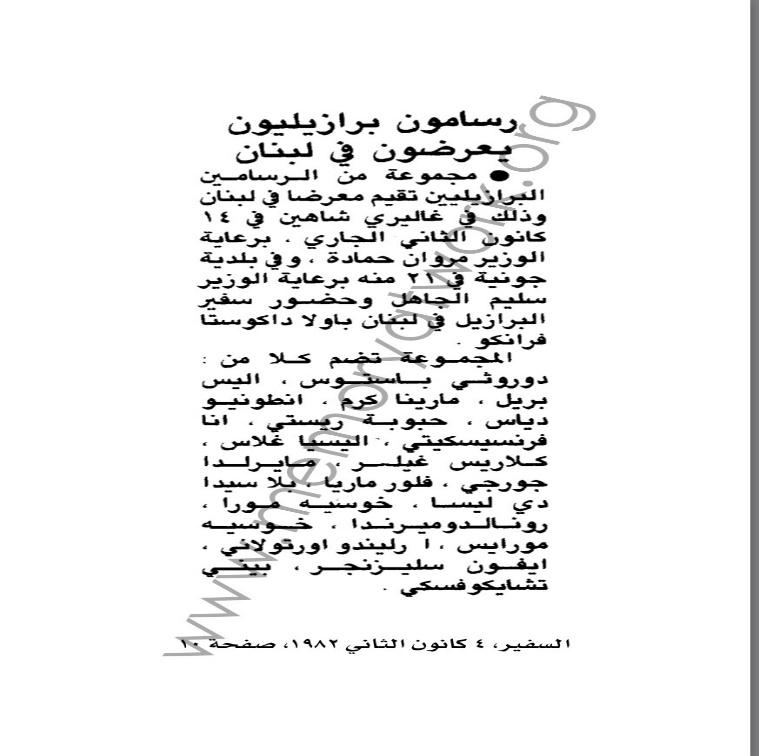 رسامون برازيليون
يعرضون في لبنان
● مجموعة من الرسامين
البرازيليين تقيم معرضا في لبنان
وذلك في غاليري شاهين في ١٤
كانون الثاني الجاري . برعاية
الوزير مروان حمادة ، وفي بلدية
جونية في ٢١ منه برعاية الوزير
سليم الجاهل وحضور سفير
البرازيل في لبنان باولا داكوستا
فرانكو .
المجموعة تضم كلا من :
دوروثي باستوس ، اليس
بريل ، مارينا كرم ، انطونيو
دياس ، حبوبة ريستي ، انا
فرنسيسكيتي ، اليسيا غلاس ،
كلاريس غيلمر ، مايرلدا
جورجي ، فلور ماريا ، بلا سيدا
دي ليسا ، خوسيه مورا ،
رونالدوميرندا ، خوسيه
مورايس ، ا رليندو اورتولاني ،
ايفون سليزنجر ، بيني
تشايكوفسكي .
السفير، ٤ كانون الثاني ١٩٨٢، صفحة ١٠
www.memoryatwork.org